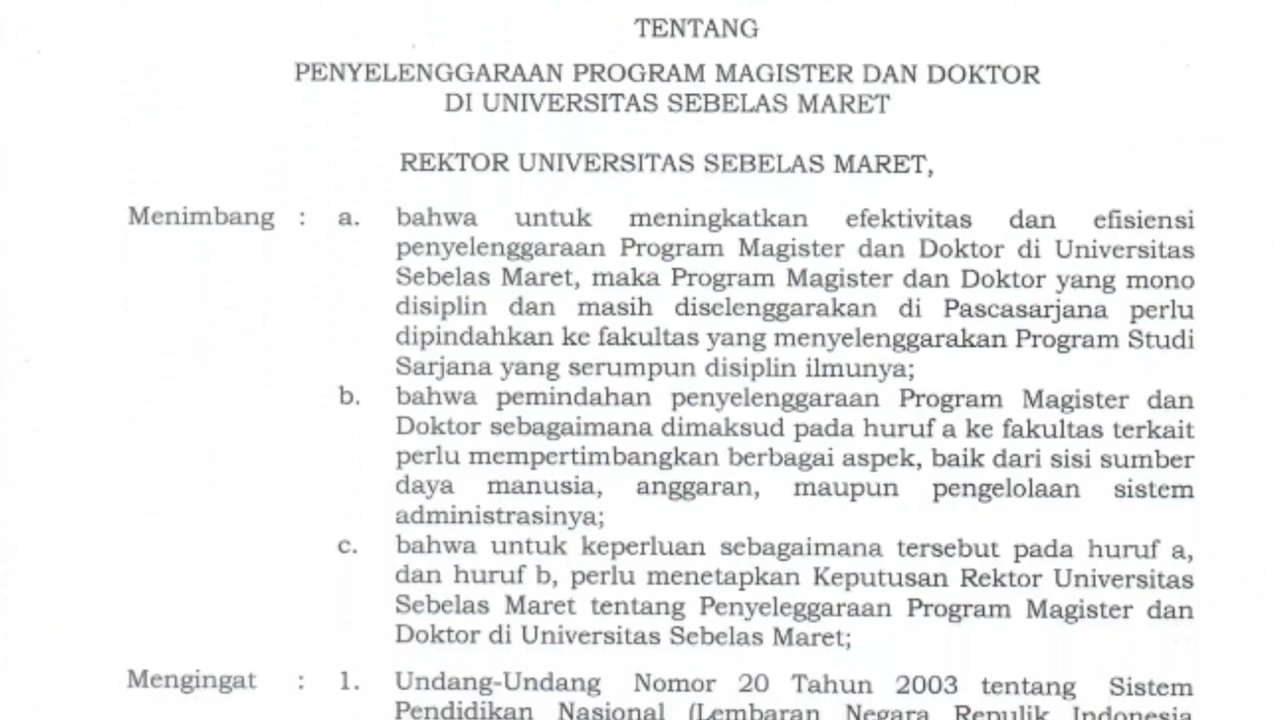 TENTANG
PENYELENGGARAAN PROGRAM MAGISTER DAN DOKTOR
DI UNIVERSITAS SEBELAS MARET
REKTOR UNIVERSITAS SEBELAS MARET,
Menimbang : a. bahwa untuk meningkatkan efektivitas dan efisiensi
penyelenggaraan Program Magister dan Doktor di Universitas
Sebelas Maret, maka Program Magister dan Doktor yang mono
disiplin dan masih diselenggarakan di Pascasarjana perlu
dipindahkan ke fakultas yang menyelenggarakan Program Studi
Sarjana yang serumpun disiplin ilmunya;
b. bahwa pemindahan penyelenggaraan Program Magister dan
Doktor sebagaimana dimaksud pada huruf a ke fakultas terkait
perlu mempertimbangkan berbagai aspek, baik dari sisi sumber
daya manusia, anggaran, maupun pengelolaan sistem
administrasinya;
c. bahwa untuk keperluan sebagaimana tersebut pada huruf a,
dan huruf b, perlu menetapkan Keputusan Rektor Universitas
Sebelas Maret tentang Penyeleggaraan Program Magister dan
Doktor di Universitas Sebelas Maret;
Mengingat : 1. Undang-Undang Nomor 20 Tahun 2003 tentang Sistem
Pendidikan Nasional (Lembaran Negara Repulik Indonesia